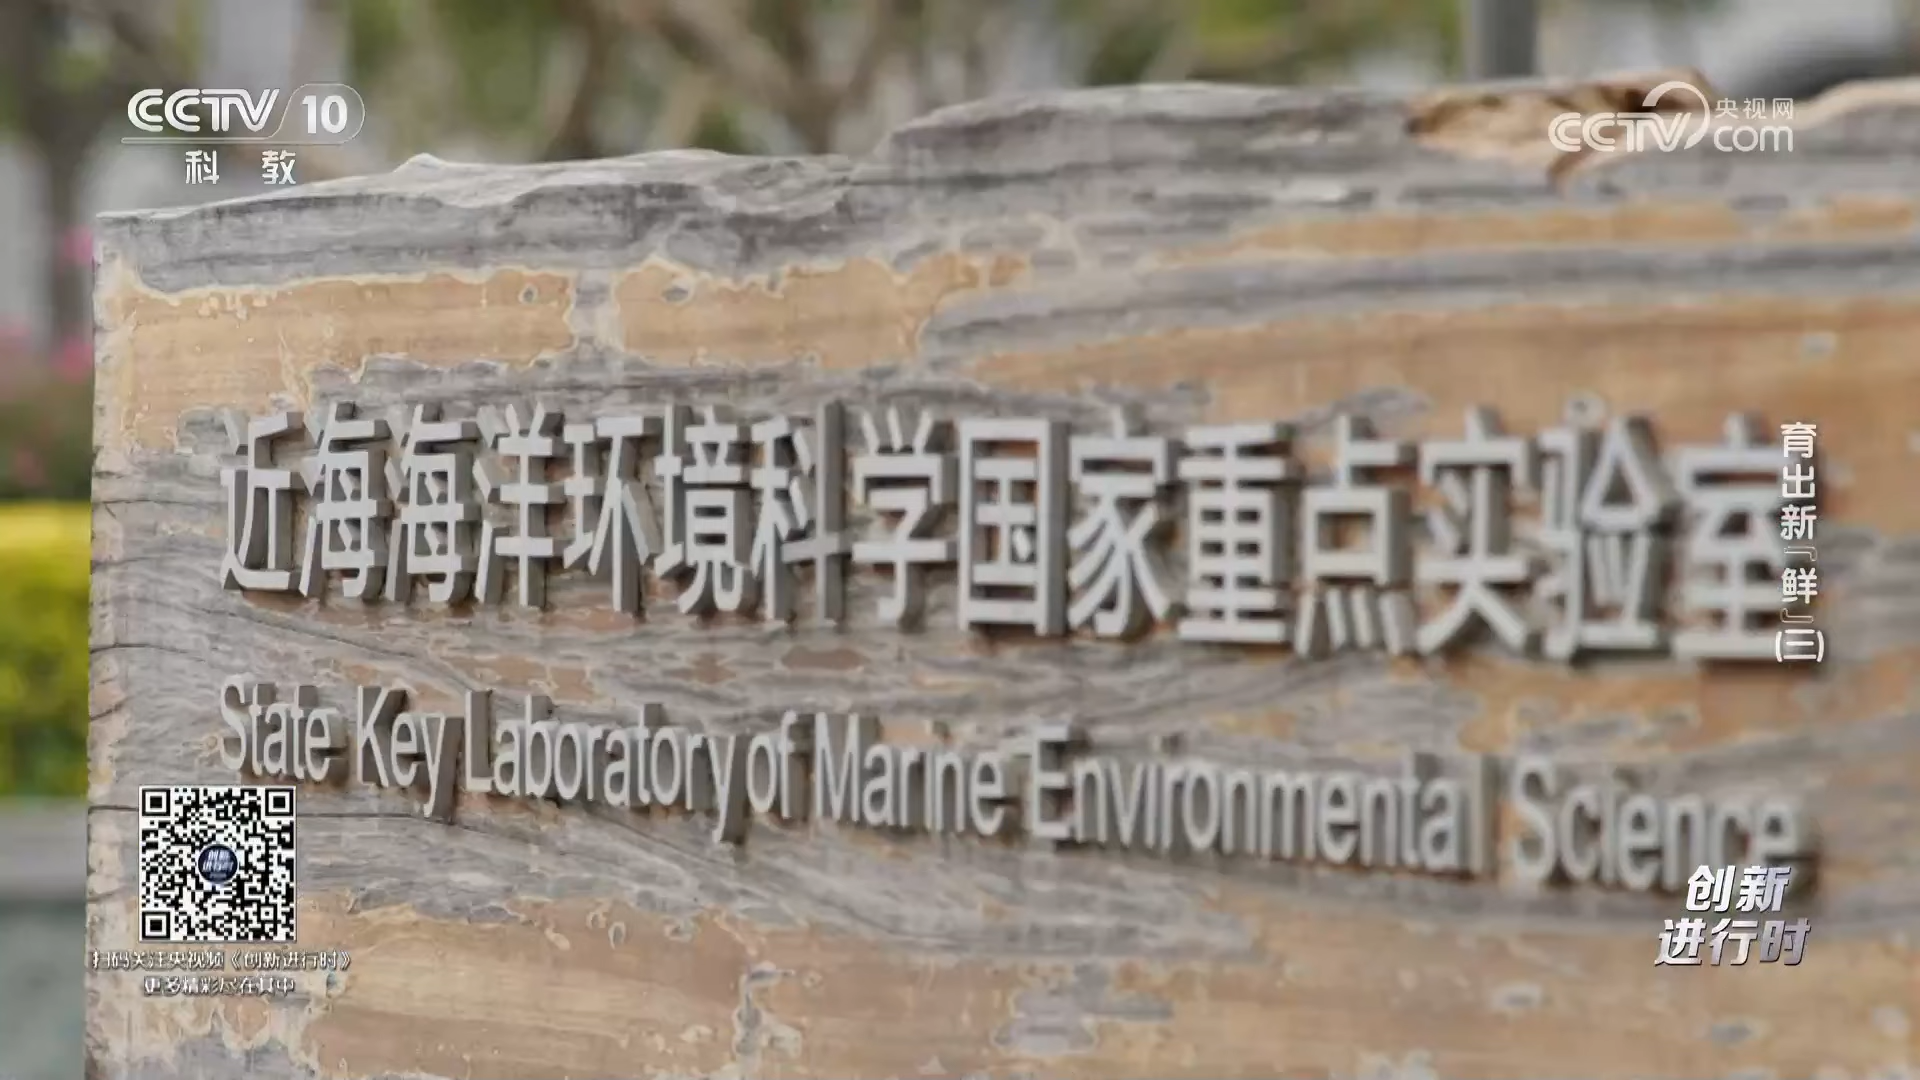 CCTV 10
科教
央视网
CCTV.com
近海海洋环境科学国家重点实验室
State Key Laboratory of Marine Environmental Science
育出新『鲜』(三)
创新
进行时
扫码关注央视频《创新进行时》
更多精彩尽在其中